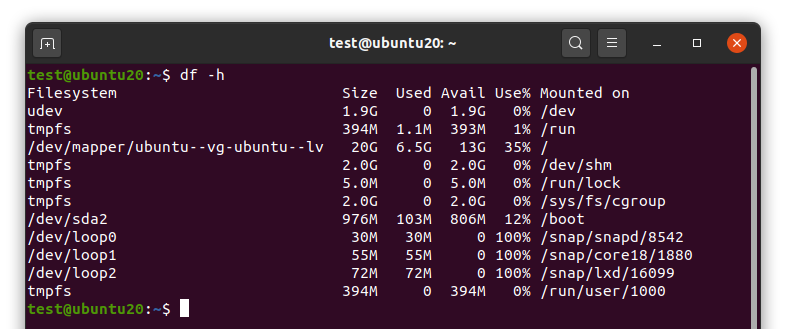 test@ubuntu20: ~
test@ubuntu20:~$ df -h
Filesystem                         Size  Used Avail Use% Mounted on
udev                               1.9G     0  1.9G   0% /dev
tmpfs                              394M  1.1M  393M   1% /run
/dev/mapper/ubuntu--vg-ubuntu--lv   20G  6.5G   13G  35% /
tmpfs                              2.0G     0  2.0G   0% /dev/shm
tmpfs                              5.0M     0  5.0M   0% /run/lock
tmpfs                              2.0G     0  2.0G   0% /sys/fs/cgroup
/dev/sda2                          976M  103M  806M  12% /boot
/dev/loop0                          30M   30M     0 100% /snap/snapd/8542
/dev/loop1                          55M   55M     0 100% /snap/core18/1880
/dev/loop2                          72M   72M     0 100% /snap/lxd/16099
tmpfs                              394M     0  394M   0% /run/user/1000
test@ubuntu20:~$